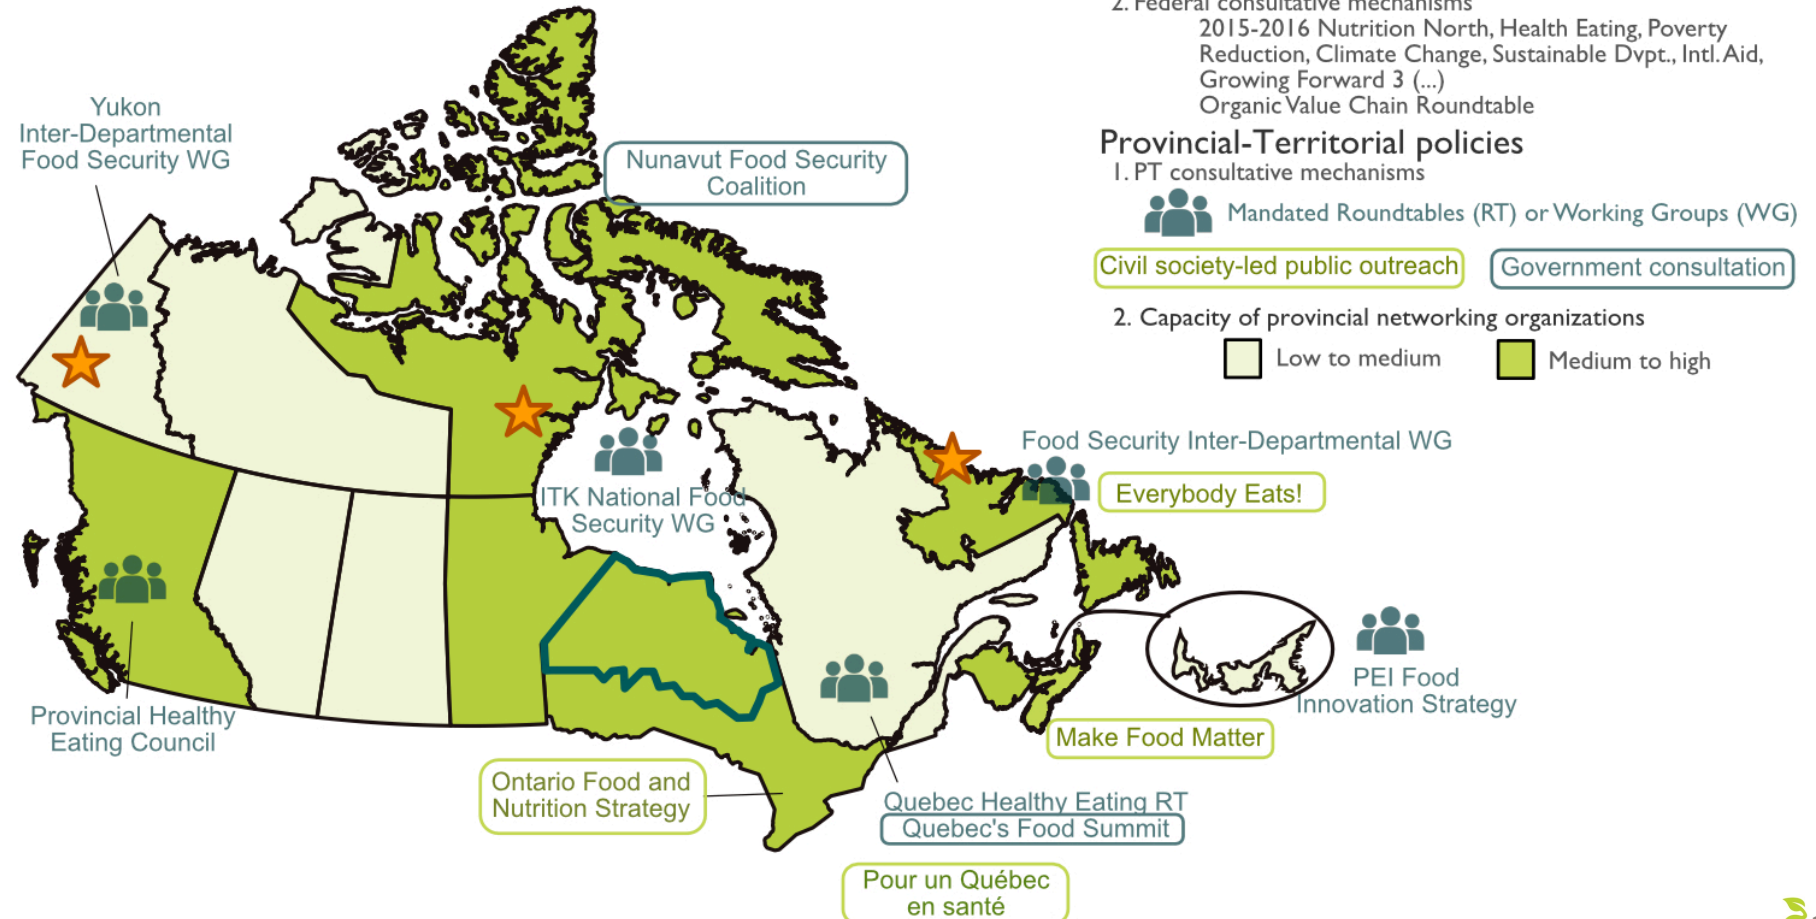 2. Federal consultative mechanisms
2015-2016 Nutrition North, Health Eating, Poverty
Reduction, Climate Change, Sustainable Dvpt., Intl. Aid,
Growing Forward 3 (...)
Organic Value Chain Roundtable
Provincial-Territorial policies
1. PT consultative mechanisms
Mandated Roundtables (RT) or Working Groups (WG)
Civil society-led public outreach
Government consultation
2. Capacity of provincial networking organizations
Low to medium
Medium to high
Yukon
Inter-Departmental
Food Security WG
Nunavut Food Security
Coalition
Food Security Inter-Departmental WG
Everybody Eats!
ITK National Food
Security WG
PEI Food
Innovation Strategy
Provincial Healthy
Eating Council
Make Food Matter
Ontario Food and
Nutrition Strategy
Quebec Healthy Eating RT
Quebec's Food Summit
Pour un Québec
en santé